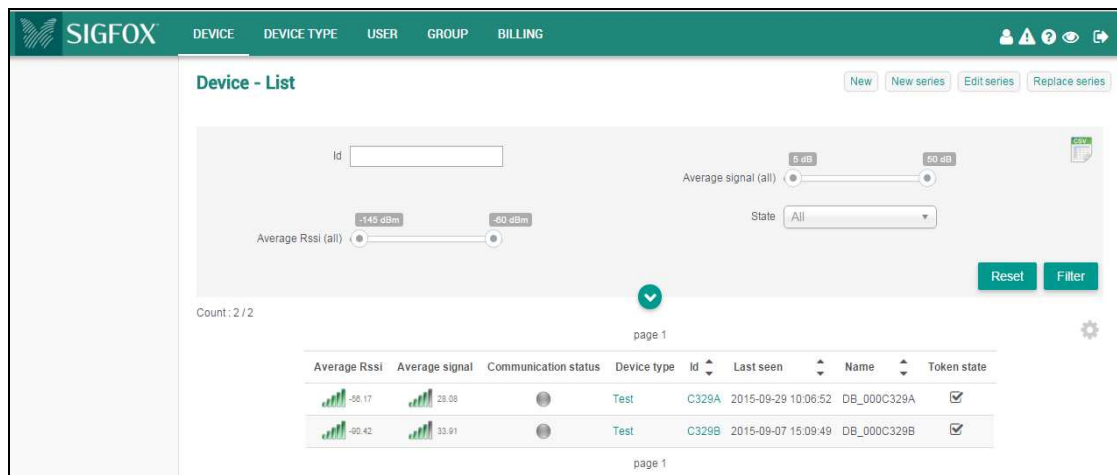 SIGFOX DEVICE DEVICE TYPE USER GROUP BILLING
Device - List New New series Edit series Replace series
CSV
Id 5 dB 50 dB
Average signal (all)
-145 dBm -60 dBm State All
Average Rssi (all)
Reset Filter
Count : 2 / 2
page 1
Average Rssi Average signal Communication status Device type Id Last seen Name Token state
-56.17 28.08 Test C329A 2015-09-29 10:06:52 DB_000C329A
-90.42 33.91 Test C329B 2015-09-07 15:09:49 DB_000C329B
page 1